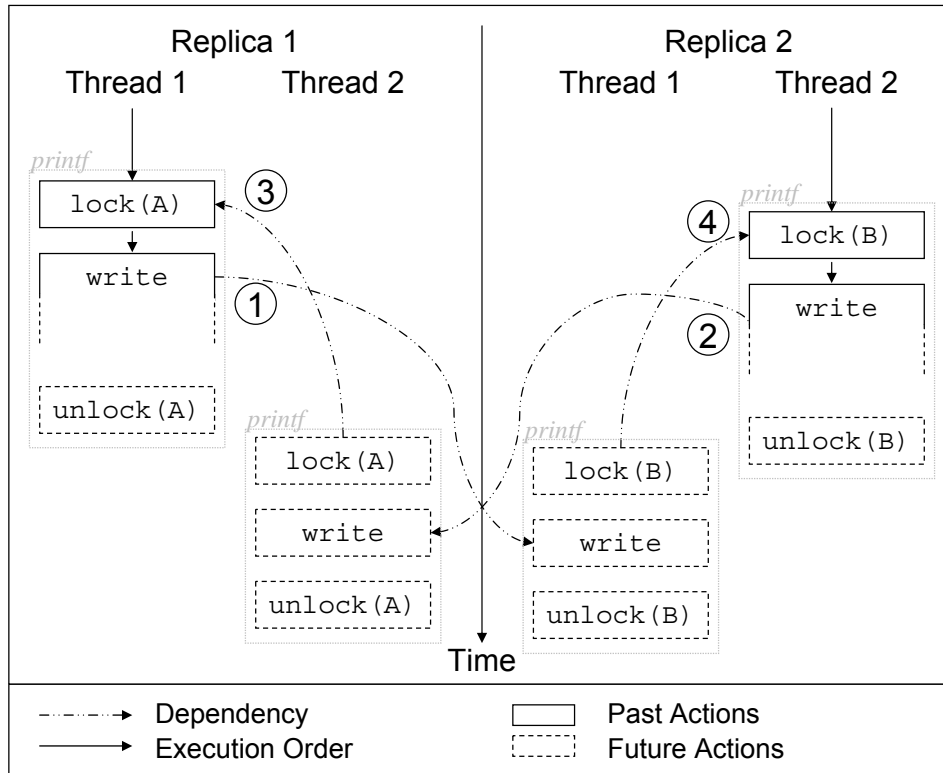 Replica 1
Replica 2
Thread 1
Thread 2
Thread 1
Thread 2
printf
lock(A)
3
write
1
unlock(A)
printf
lock(A)
write
unlock(A)
printf
4
lock(B)
write
2
unlock(B)
printf
lock(B)
write
unlock(B)
Time
Dependency
Past Actions
Execution Order
Future Actions